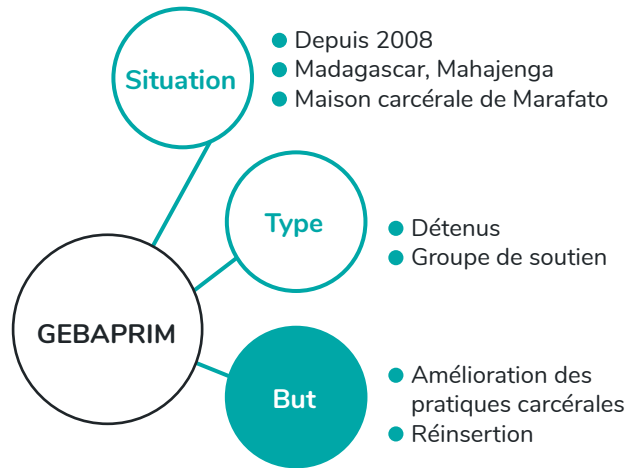 Situation
● Depuis 2008
● Madagascar, Mahajenga
● Maison carcérale de Marafato
Type
● Détenus
● Groupe de soutien
GEBAPRIM
But
● Amélioration des
pratiques carcérales
● Réinsertion